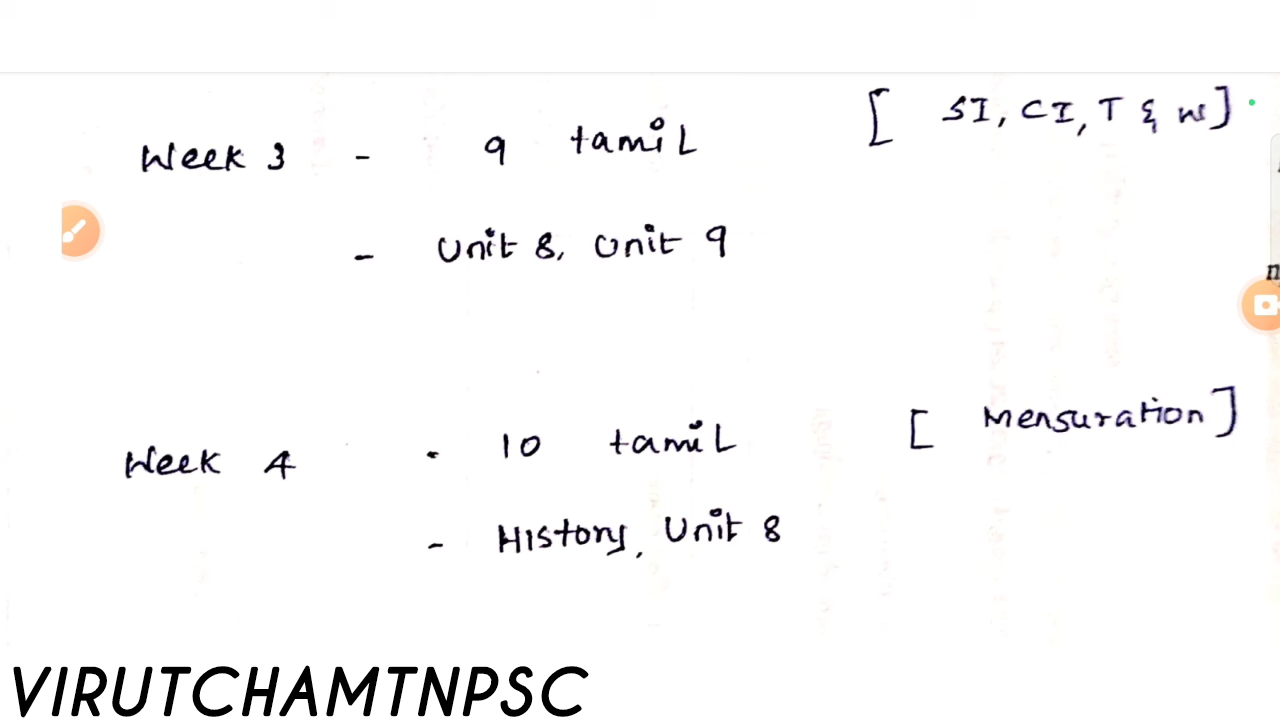 Week 3 - 9 tamil [ SI, CI, T & W ]
- Unit 8, Unit 9
Week 4 - 10 tamil [ Mensuration ]
- History, Unit 8
VIRUTCHAMTNPSC